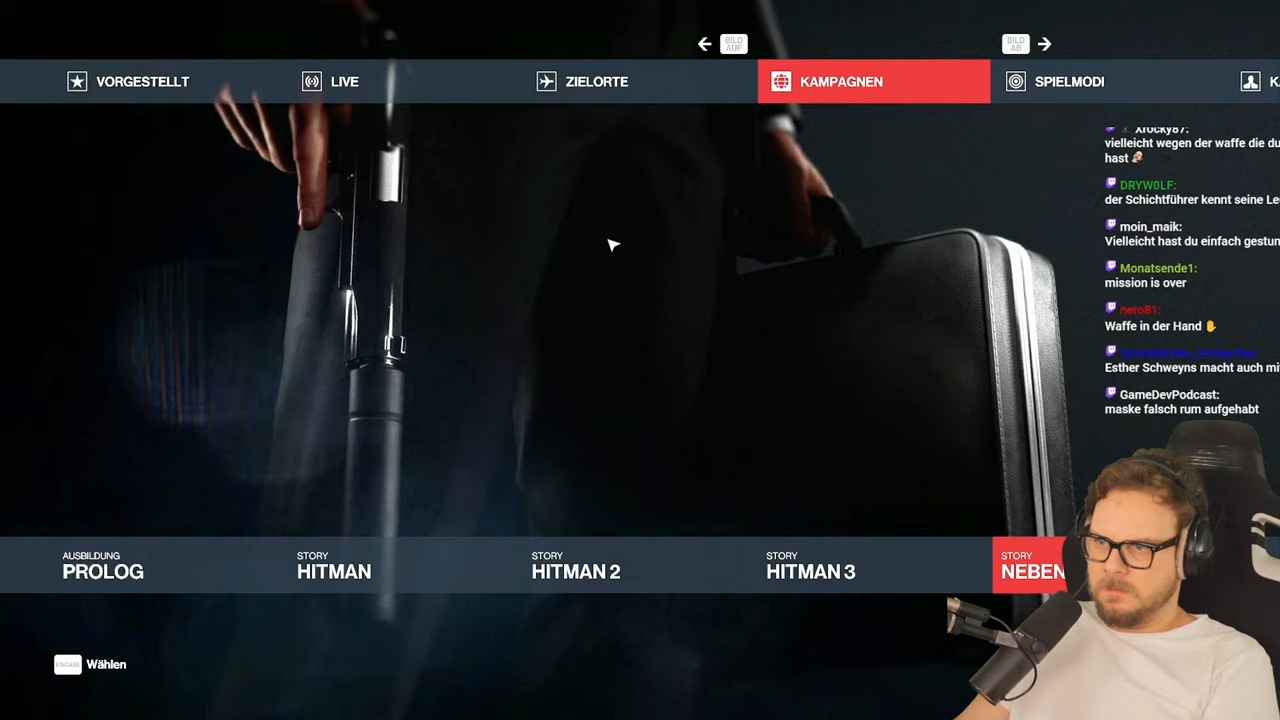 BILD
AUF
BILD
AB
VORGESTELLT
LIVE
ZIELORTE
KAMPAGNEN
SPIELMODI
Xrocky87:
vielleicht wegen der waffe die du
hast
DRYW0LF:
der Schichtführer kennt seine Le
moin_maik:
Vielleicht hast du einfach gestun
Monatsende1:
mission is over
nero81:
Waffe in der Hand ✋
Esther Schweyns macht auch mi
GameDevPodcast:
maske falsch rum aufgehabt
AUSBILDUNG
PROLOG
STORY
HITMAN
STORY
HITMAN 2
STORY
HITMAN 3
STORY
NEBEN
EINGABE
Wählen